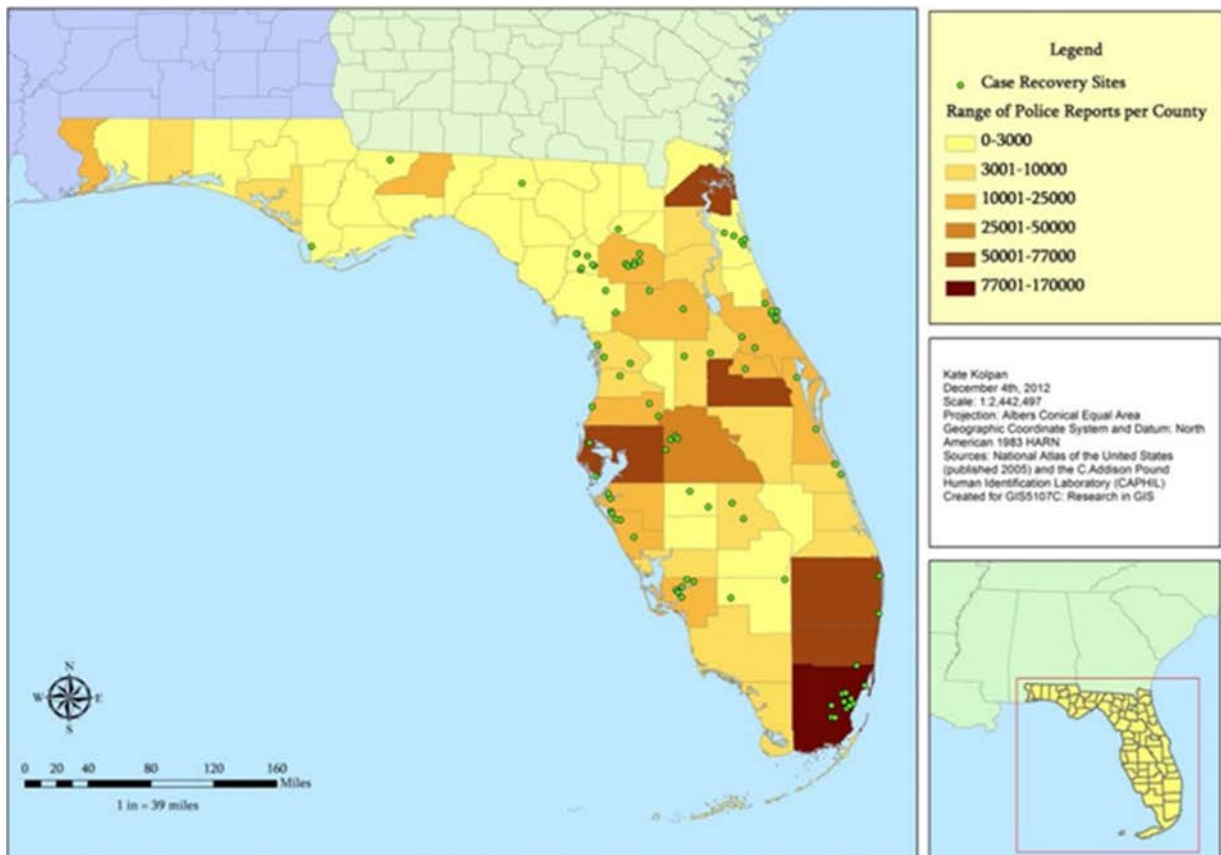 Legend
Case Recovery Sites
Range of Police Reports per County
0-3000
3001-10000
10001-25000
25001-50000
50001-77000
77001-170000
Kate Kolpan
December 4th, 2012
Scale: 1:2,442,497
Projection: Albers Conical Equal Area
Geographic Coordinate System and Datum: North
American 1983 HARN
Sources: National Atlas of the United States
(published 2005) and the C.Addison Pound
Human Identification Laboratory (CAPHIL)
Created for GIS5107C: Research in GIS
N
W E
S
0 20 40 80 120 160
Miles
1 in = 39 miles